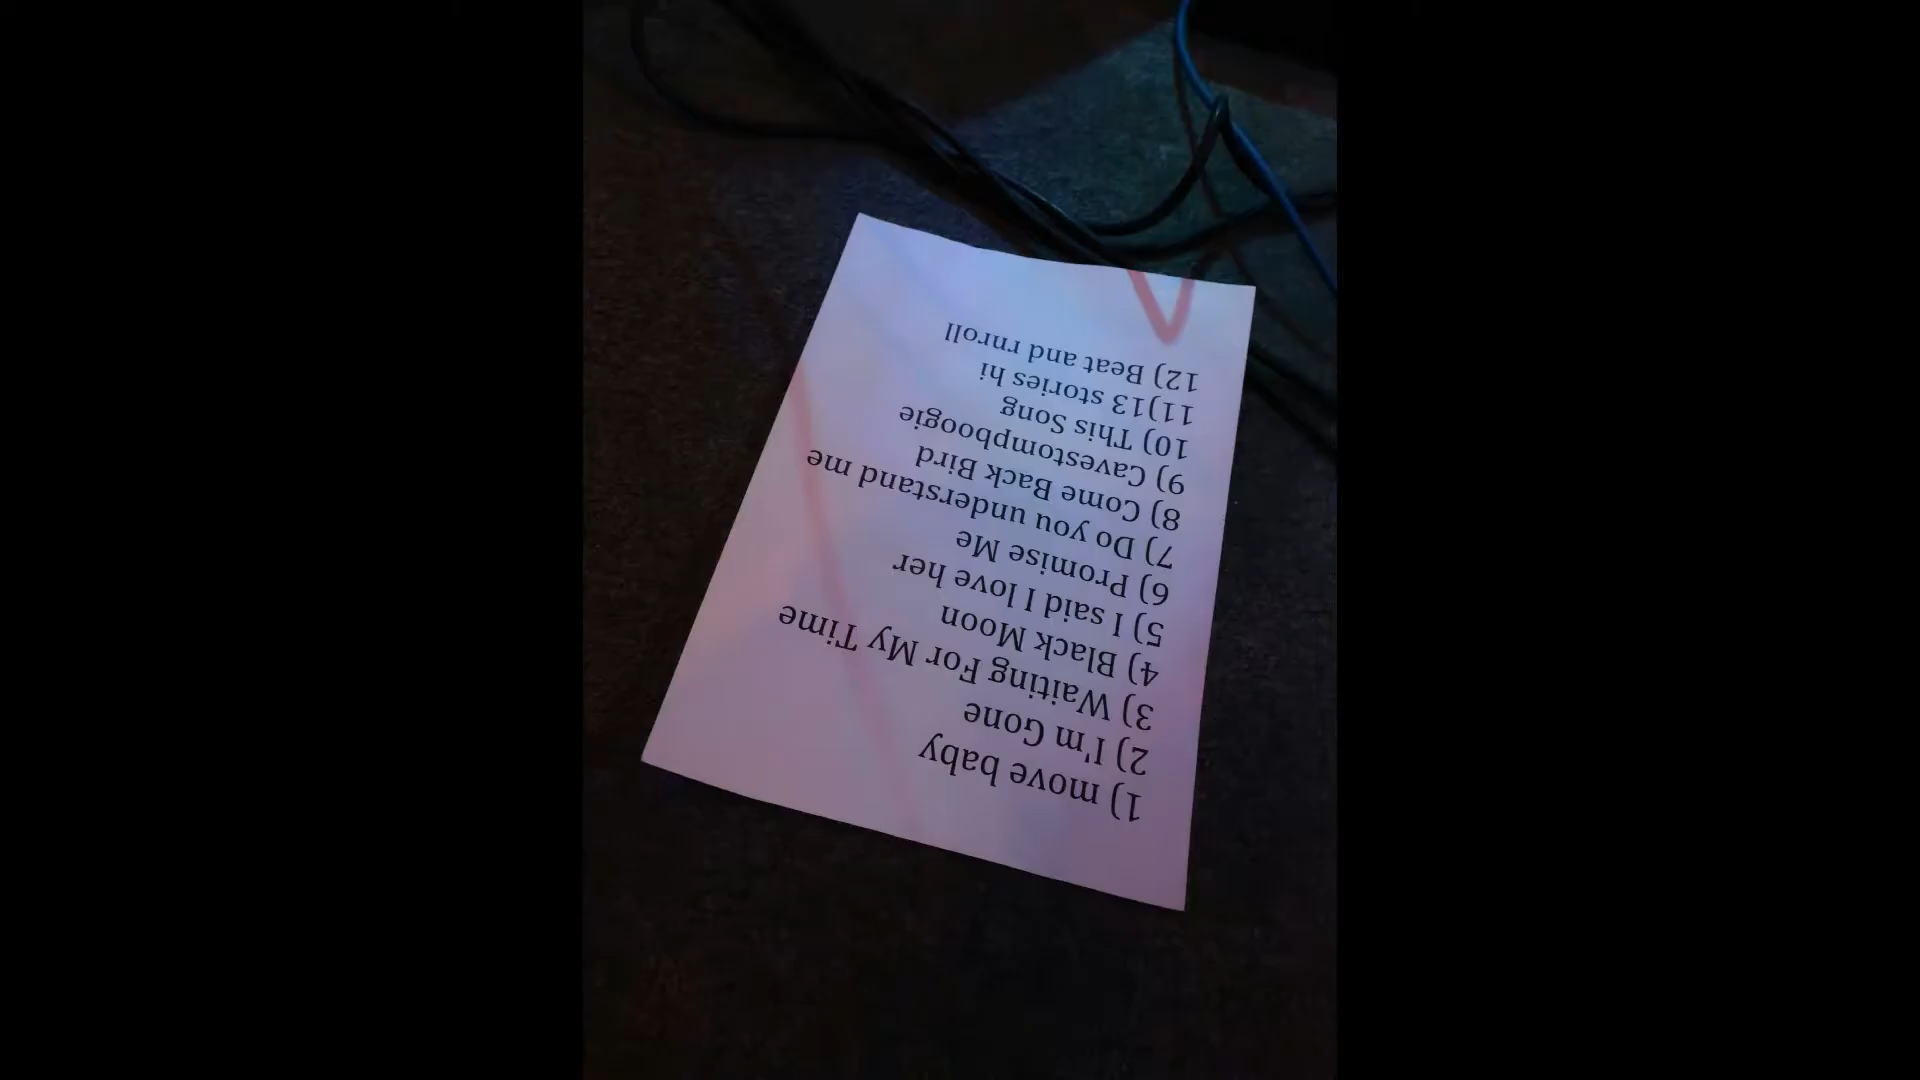 1) move baby
2) I'm Gone
3) Waiting For My Time
4) Black Moon
5) I said I love her
6) Promise Me
7) Do you understand me
8) Come Back Bird
9) Cavestompboogie
10) This Song
11)13 stories hi
12) Beat and rnroll